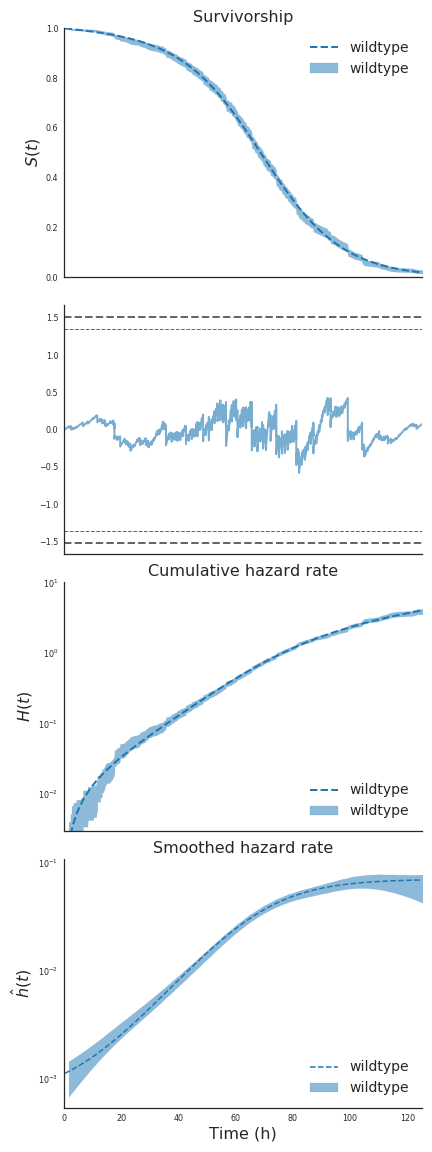 Survivorship
1.0
0.8
0.6
0.4
0.2
0.0
S(t)
wildtype
wildtype
1.5
1.0
0.5
0.0
−0.5
−1.0
−1.5
Cumulative hazard rate
10¹
10⁰
10⁻¹
10⁻²
H(t)
wildtype
wildtype
Smoothed hazard rate
10⁻¹
10⁻²
10⁻³
ĥ(t)
wildtype
wildtype
0 20 40 60 80 100 120
Time (h)